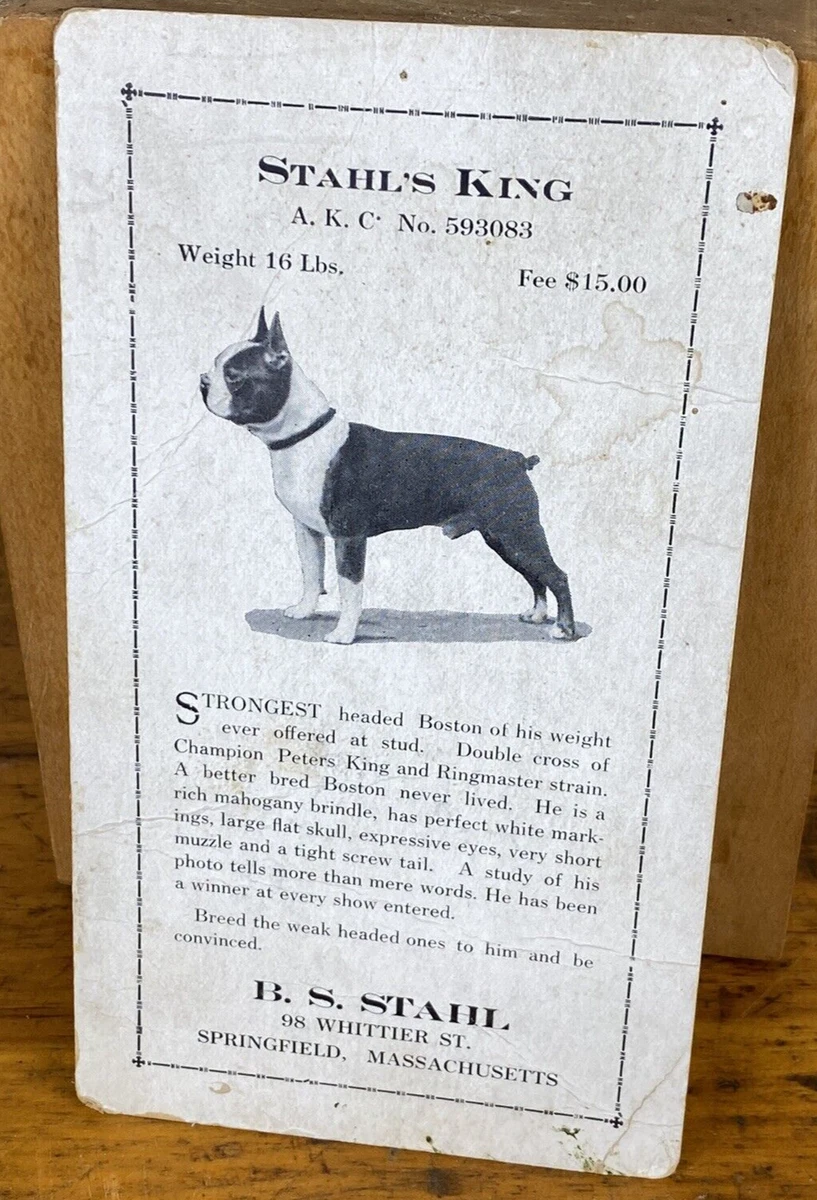 STAHL'S KING
A. K. C. No. 593083
Weight 16 Lbs.
Fee $15.00
STRONGEST headed Boston of his weight
ever offered at stud. Double cross of
Champion Peters King and Ringmaster strain.
A better bred Boston never lived. He is a
rich mahogany brindle, has perfect white mark-
ings, large flat skull, expressive eyes, very short
muzzle and a tight screw tail. A study of his
photo tells more than mere words. He has been
a winner at every show entered.
Breed the weak headed ones to him and be
convinced.
B. S. STAHL
98 WHITTIER ST.
SPRINGFIELD, MASSACHUSETTS